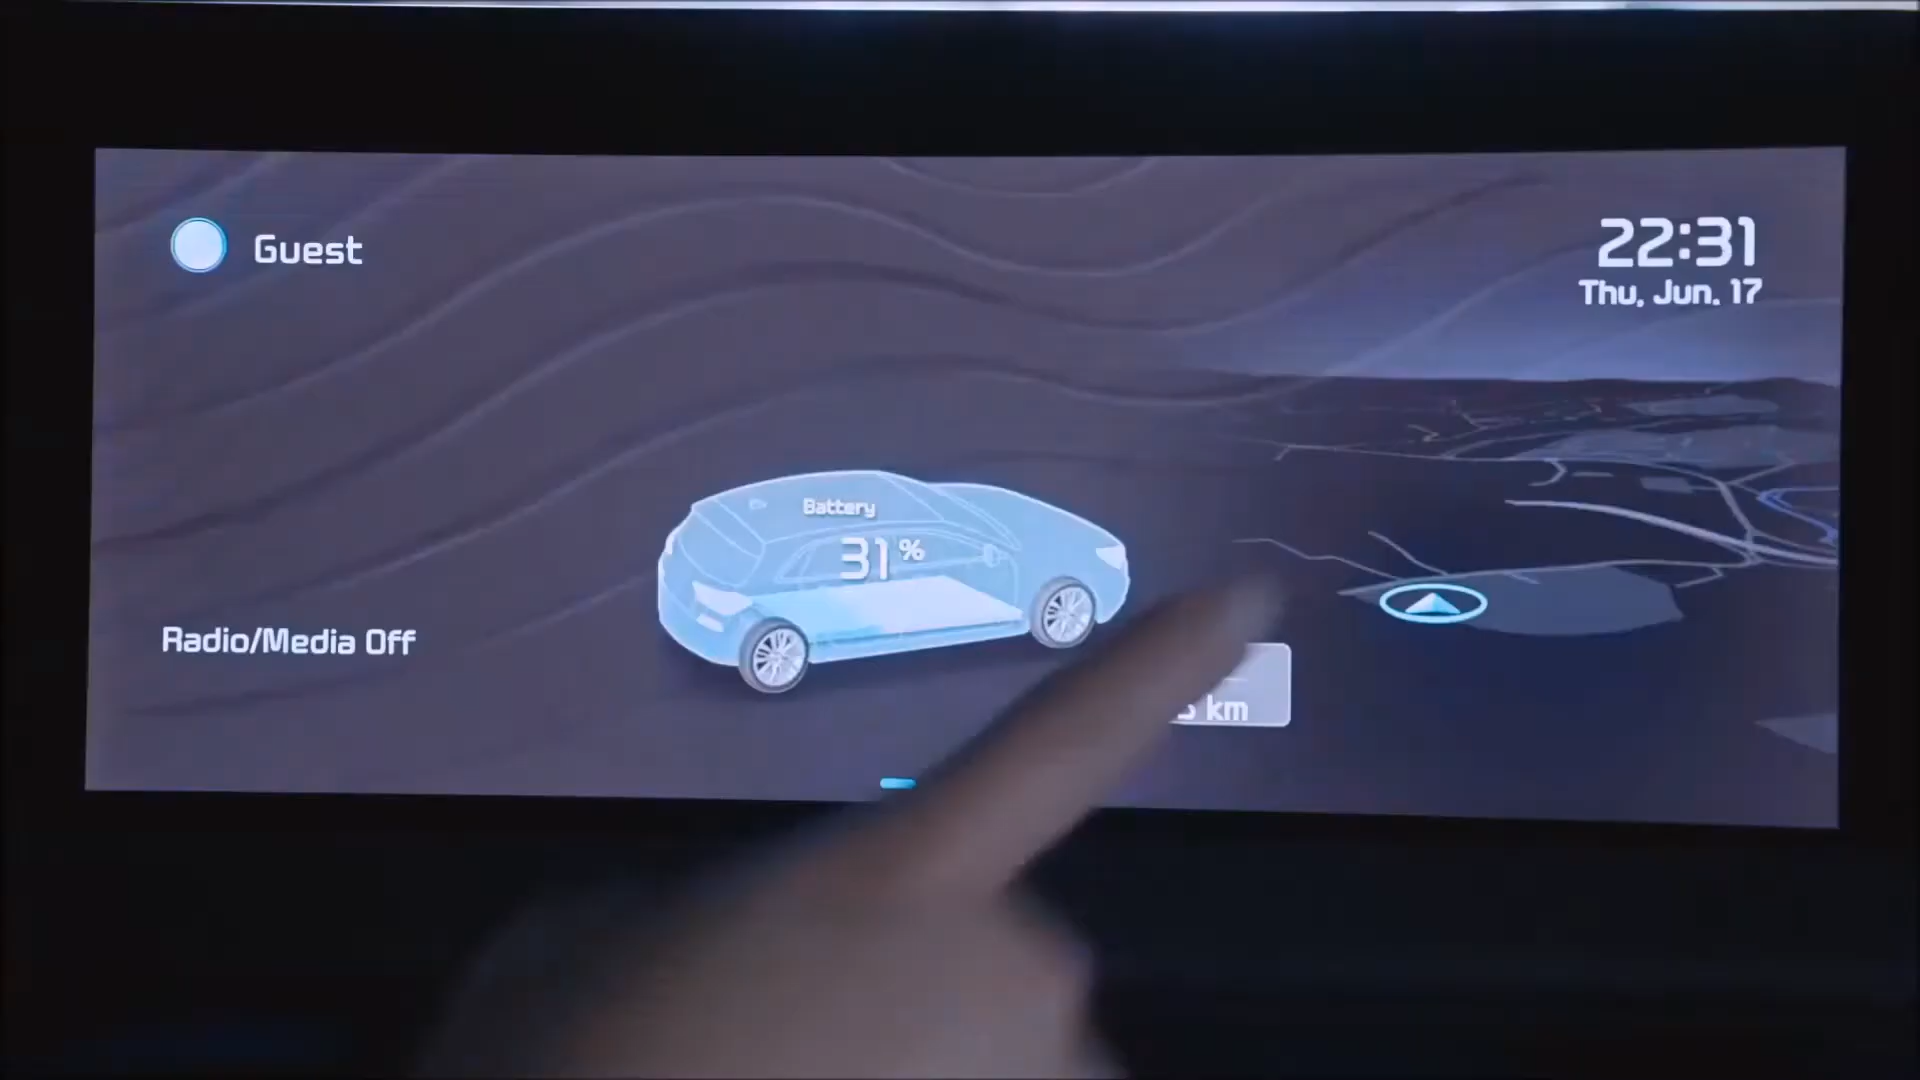 Guest
22:31
Thu, Jun. 17
Battery
31%
Radio/Media Off
km